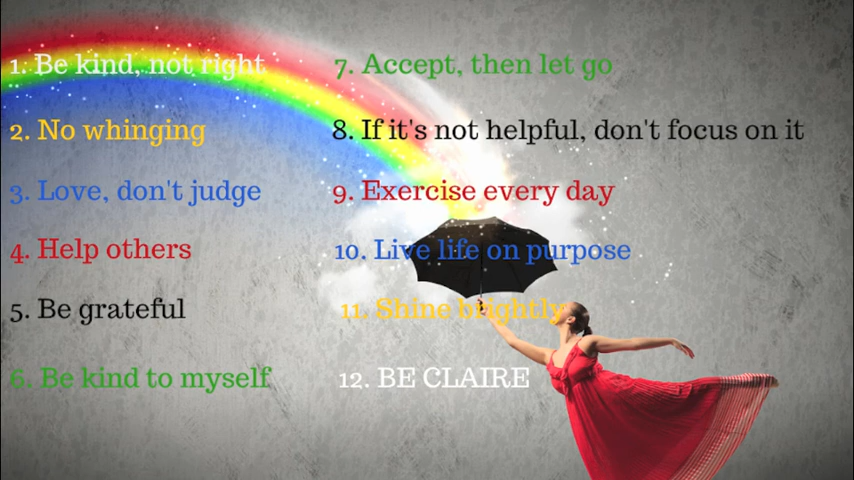 1. Be kind, not right
2. No whinging
3. Love, don't judge
4. Help others
5. Be grateful
6. Be kind to myself
7. Accept, then let go
8. If it's not helpful, don't focus on it
9. Exercise every day
10. Live life on purpose
11. Shine brightly
12. BE CLAIRE